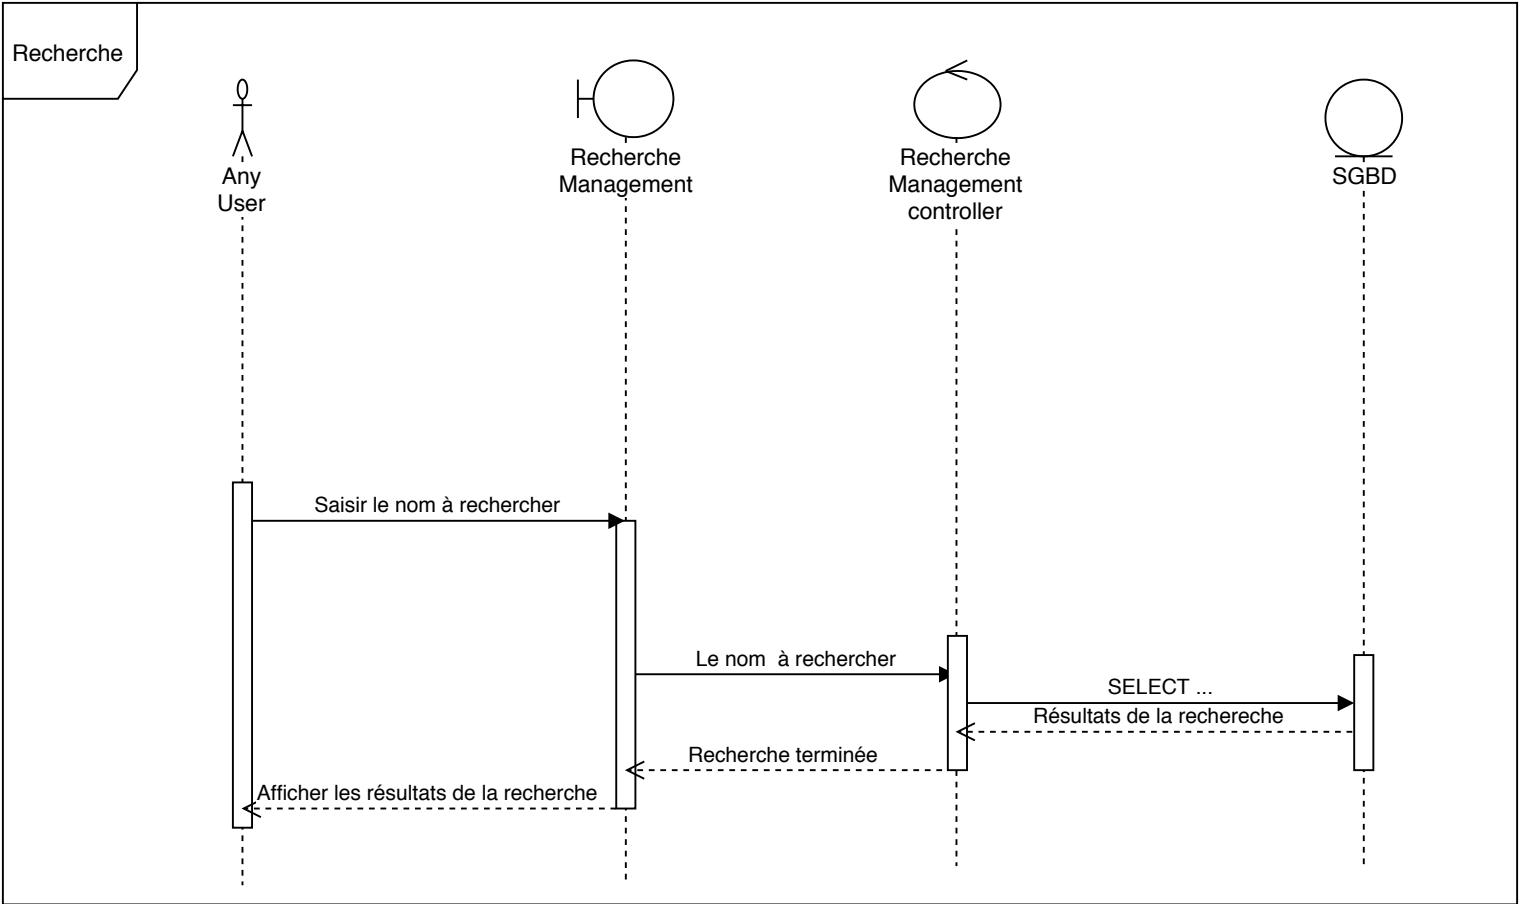 Recherche
Any
User
Recherche
Management
Recherche
Management
controller
SGBD
Saisir le nom à rechercher
Le nom  à rechercher
SELECT ...
Résultats de la rechereche
Recherche terminée
Afficher les résultats de la recherche